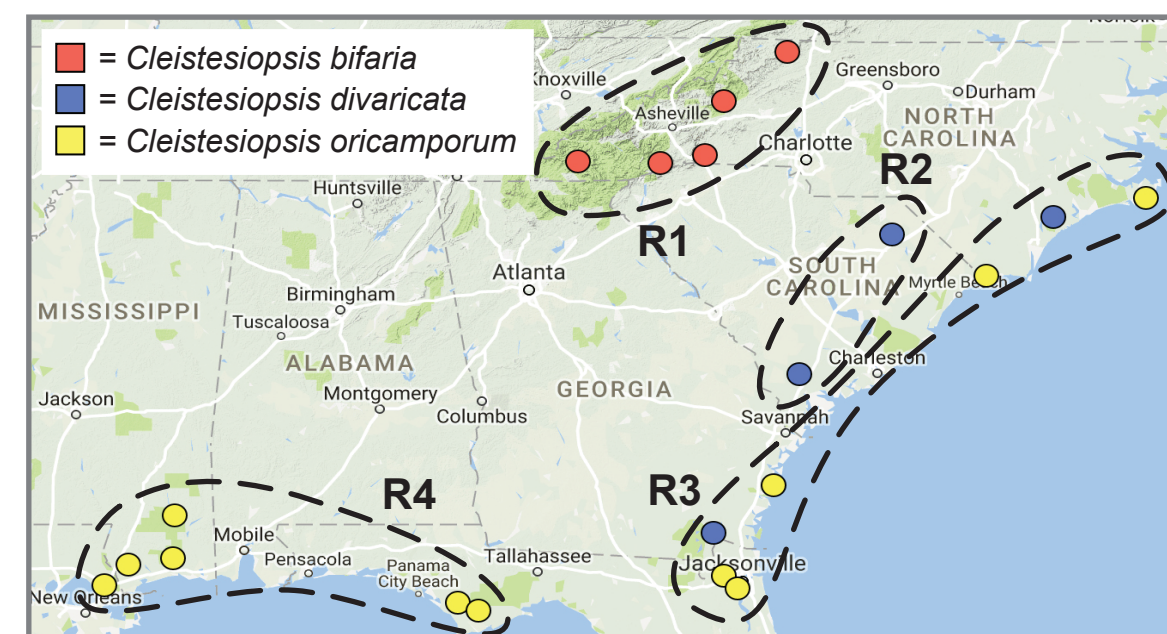 = Cleistesiopsis bifaria
= Cleistesiopsis divaricata
= Cleistesiopsis oricamporum
Knoxville
Greensboro
Durham
Asheville
NORTH
CAROLINA
Charlotte
Huntsville
R2
R1
Atlanta
SOUTH
CAROLINA
Myrtle Beach
Birmingham
MISSISSIPPI
Tuscaloosa
ALABAMA
Charleston
Jackson
Montgomery
GEORGIA
Columbus
Savannah
R4
R3
Mobile
Pensacola
Tallahassee
Panama
City Beach
Jacksonville
New Orleans